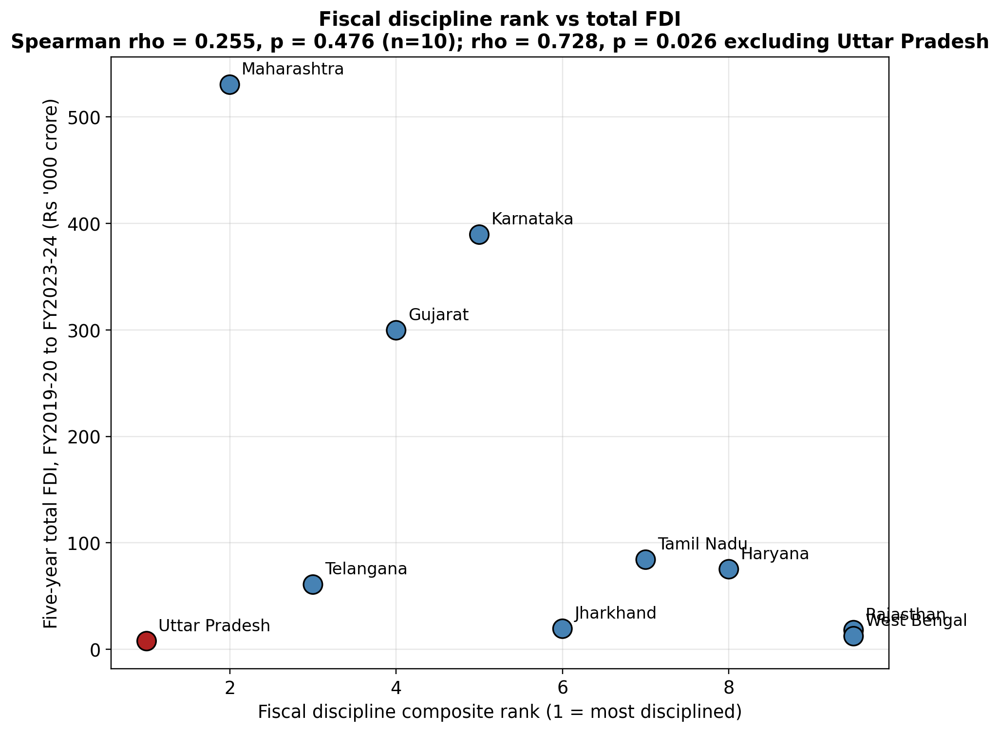 Fiscal discipline rank vs total FDI
Spearman rho = 0.255, p = 0.476 (n=10); rho = 0.728, p = 0.026 excluding Uttar Pradesh
Five-year total FDI, FY2019-20 to FY2023-24 (Rs '000 crore)
500
400
300
200
100
0
Maharashtra
Karnataka
Gujarat
Tamil Nadu
Haryana
Telangana
Jharkhand
Rajasthan
West Bengal
Uttar Pradesh
2
4
6
8
Fiscal discipline composite rank (1 = most disciplined)